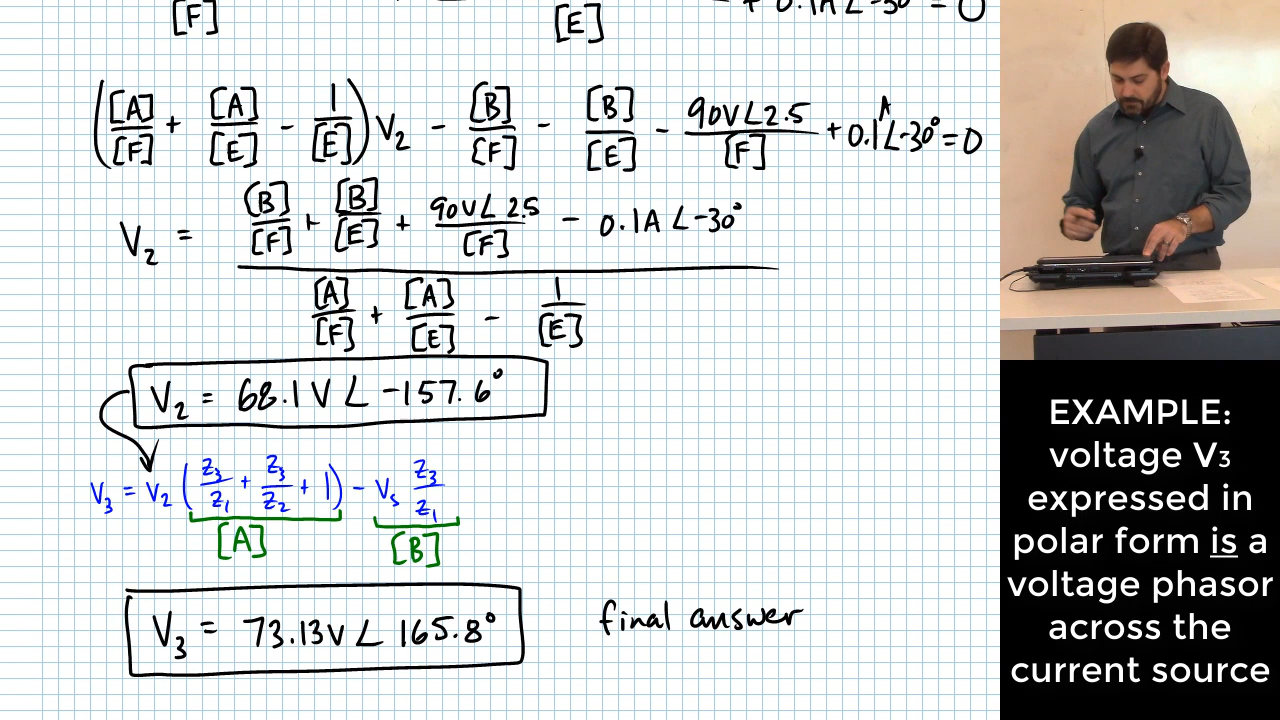 [F] [E] + 0.1A∠-30° = 0
([A]/[F] + [A]/[E] - 1/[E]) V₂ - [B]/[F] - [B]/[E] - 90V∠2.5/[F] + 0.1A∠-30° = 0
V₂ = ([B]/[F] + [B]/[E] + 90V∠2.5/[F] - 0.1A∠-30°) / ([A]/[F] + [A]/[E] - 1/[E])
V₂ = 68.1V∠-157.6°
V₃ = V₂ (Z₃/Z₁ + Z₃/Z₂ + 1) - Vs Z₃/Z₁
[A] [B]
V₃ = 73.13V∠165.8° final answer
EXAMPLE:
voltage V₃
expressed in
polar form is a
voltage phasor
across the
current source